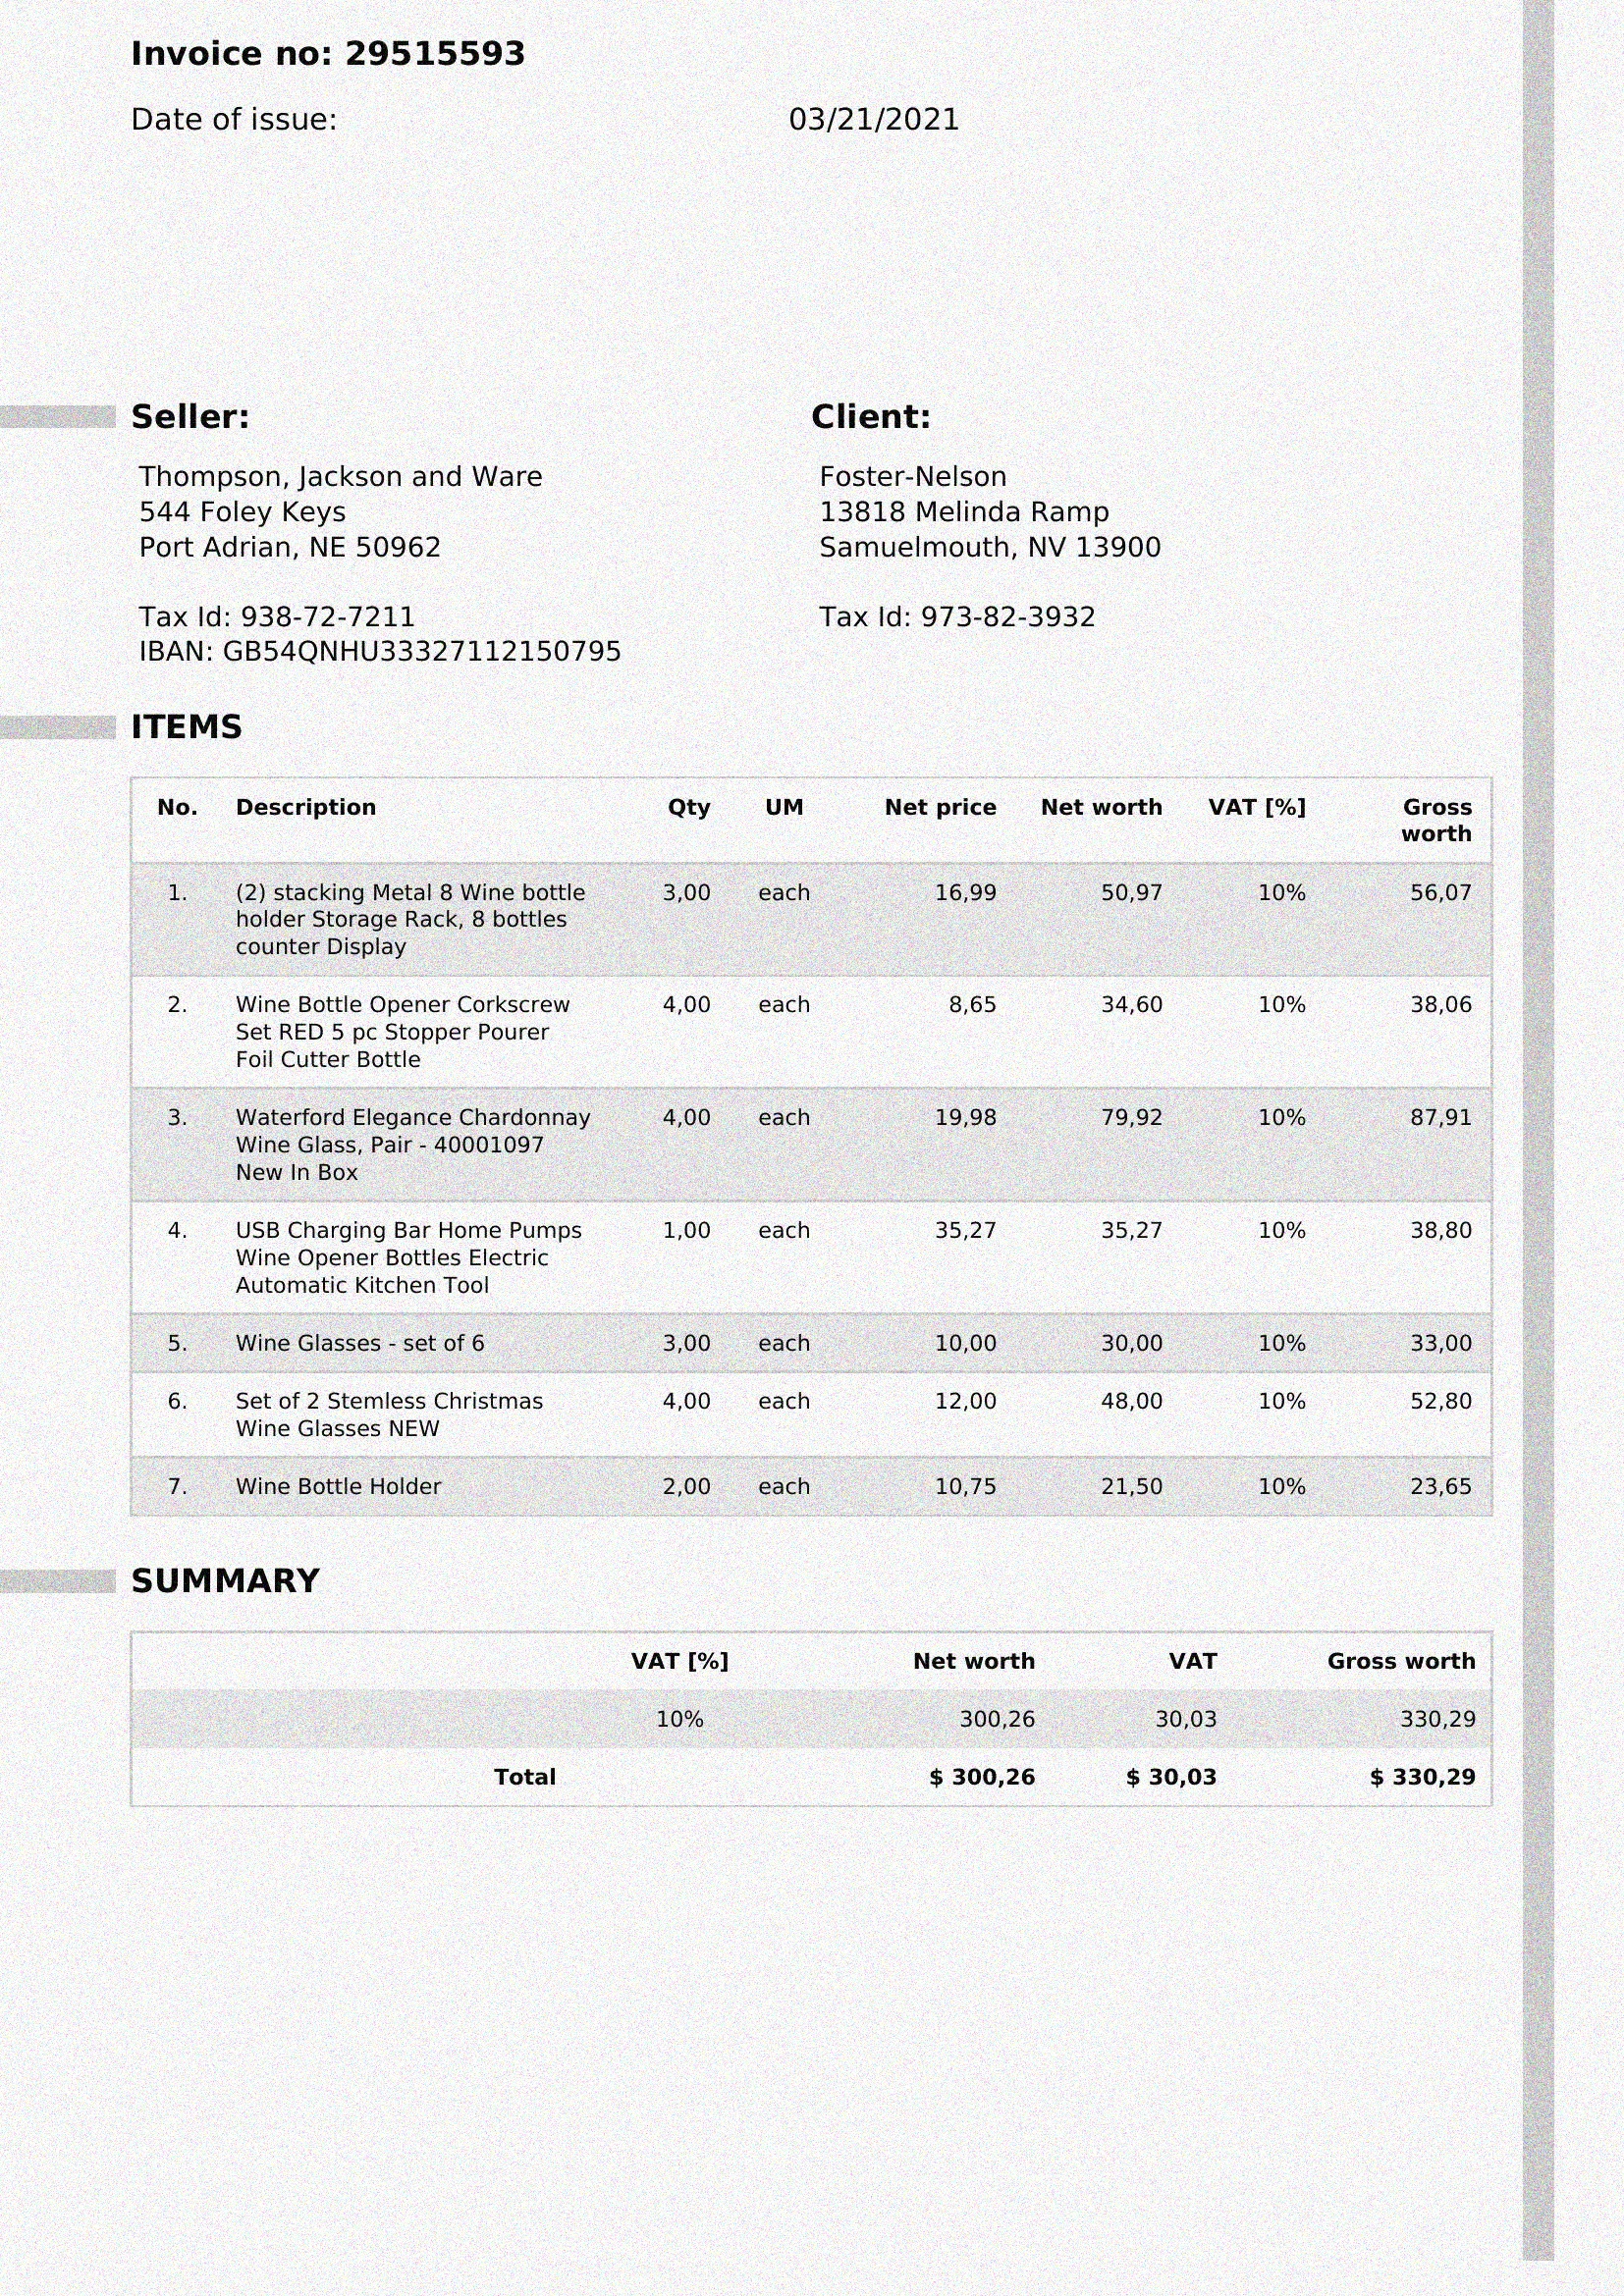 Invoice no: 29515593
Date of issue: 03/21/2021
Seller: Client:
Thompson, Jackson and Ware Foster-Nelson
544 Foley Keys 13818 Melinda Ramp
Port Adrian, NE 50962 Samuelmouth, NV 13900
Tax Id: 938-72-7211 Tax Id: 973-82-3932
IBAN: GB54QNHU33327112150795
ITEMS
No. Description Qty UM Net price Net worth VAT [%] Gross
worth
1. (2) stacking Metal 8 Wine bottle 3,00 each 16,99 50,97 10% 56,07
holder Storage Rack, 8 bottles
counter Display
2. Wine Bottle Opener Corkscrew 4,00 each 8,65 34,60 10% 38,06
Set RED 5 pc Stopper Pourer
Foil Cutter Bottle
3. Waterford Elegance Chardonnay 4,00 each 19,98 79,92 10% 87,91
Wine Glass, Pair - 40001097
New In Box
4. USB Charging Bar Home Pumps 1,00 each 35,27 35,27 10% 38,80
Wine Opener Bottles Electric
Automatic Kitchen Tool
5. Wine Glasses - set of 6 3,00 each 10,00 30,00 10% 33,00
6. Set of 2 Stemless Christmas 4,00 each 12,00 48,00 10% 52,80
Wine Glasses NEW
7. Wine Bottle Holder 2,00 each 10,75 21,50 10% 23,65
SUMMARY
VAT [%] Net worth VAT Gross worth
10% 300,26 30,03 330,29
Total $ 300,26 $ 30,03 $ 330,29